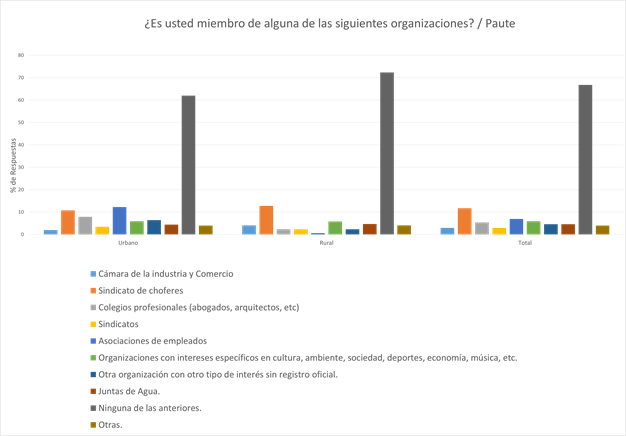 ¿Es usted miembro de alguna de las siguientes organizaciones? / Paute
80
70
60
50
40
30
20
10
0
% de Respuestas
Urbano Rural Total
Cámara de la industria y Comercio
Sindicato de choferes
Colegios profesionales (abogados, arquitectos, etc)
Sindicatos
Asociaciones de empleados
Organizaciones con intereses específicos en cultura, ambiente, sociedad, deportes, economía, música, etc.
Otra organización con otro tipo de interés sin registro oficial.
Juntas de Agua.
Ninguna de las anteriores.
Otras.